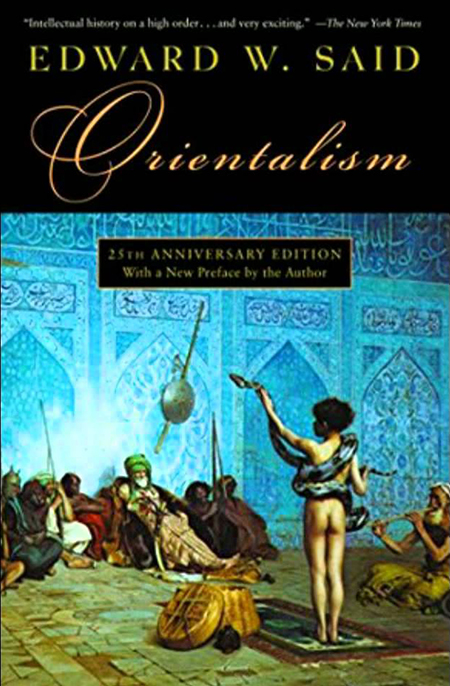 “Intellectual history on a high order . . . and very exciting.” —The New York Times
EDWARD W. SAID
Orientalism
25TH ANNIVERSARY EDITION
With a New Preface by the Author